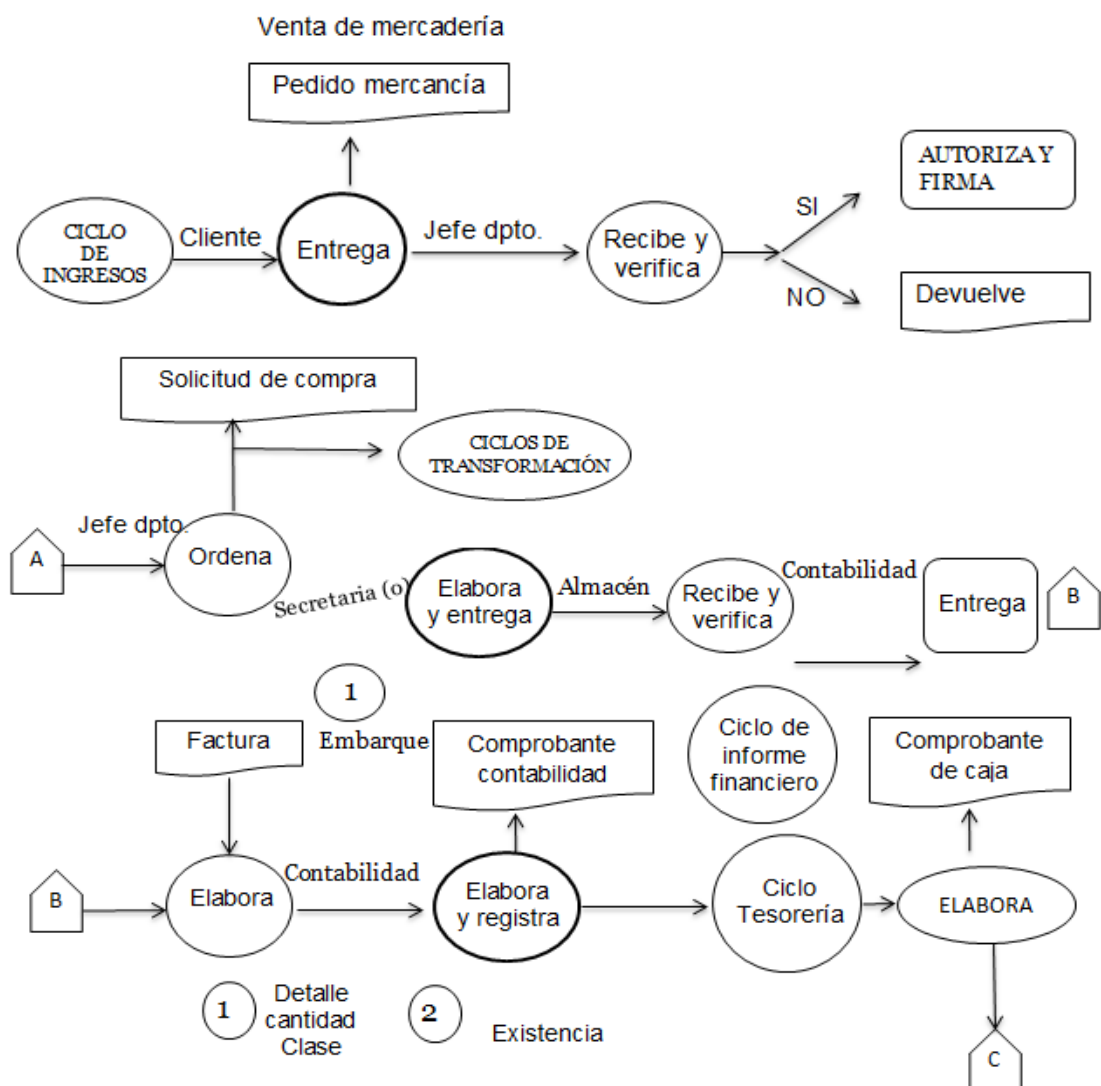 Venta de mercadería
Pedido mercancía
CICLO
DE
INGRESOS
Cliente
Entrega
Jefe dpto.
Recibe y
verifica
SI
NO
AUTORIZA Y
FIRMA
Devuelve
Solicitud de compra
CICLOS DE
TRANSFORMACIÓN
A
Jefe dpto.
Ordena
Secretaria (o)
Elabora
y entrega
Almacén
Recibe y
verifica
Contabilidad
Entrega
B
1
Embarque
Factura
Comprobante
contabilidad
Ciclo de
informe
financiero
Comprobante
de caja
B
Elabora
Contabilidad
Elabora
y registra
Ciclo
Tesorería
ELABORA
1
Detalle
cantidad
Clase
2
Existencia
C